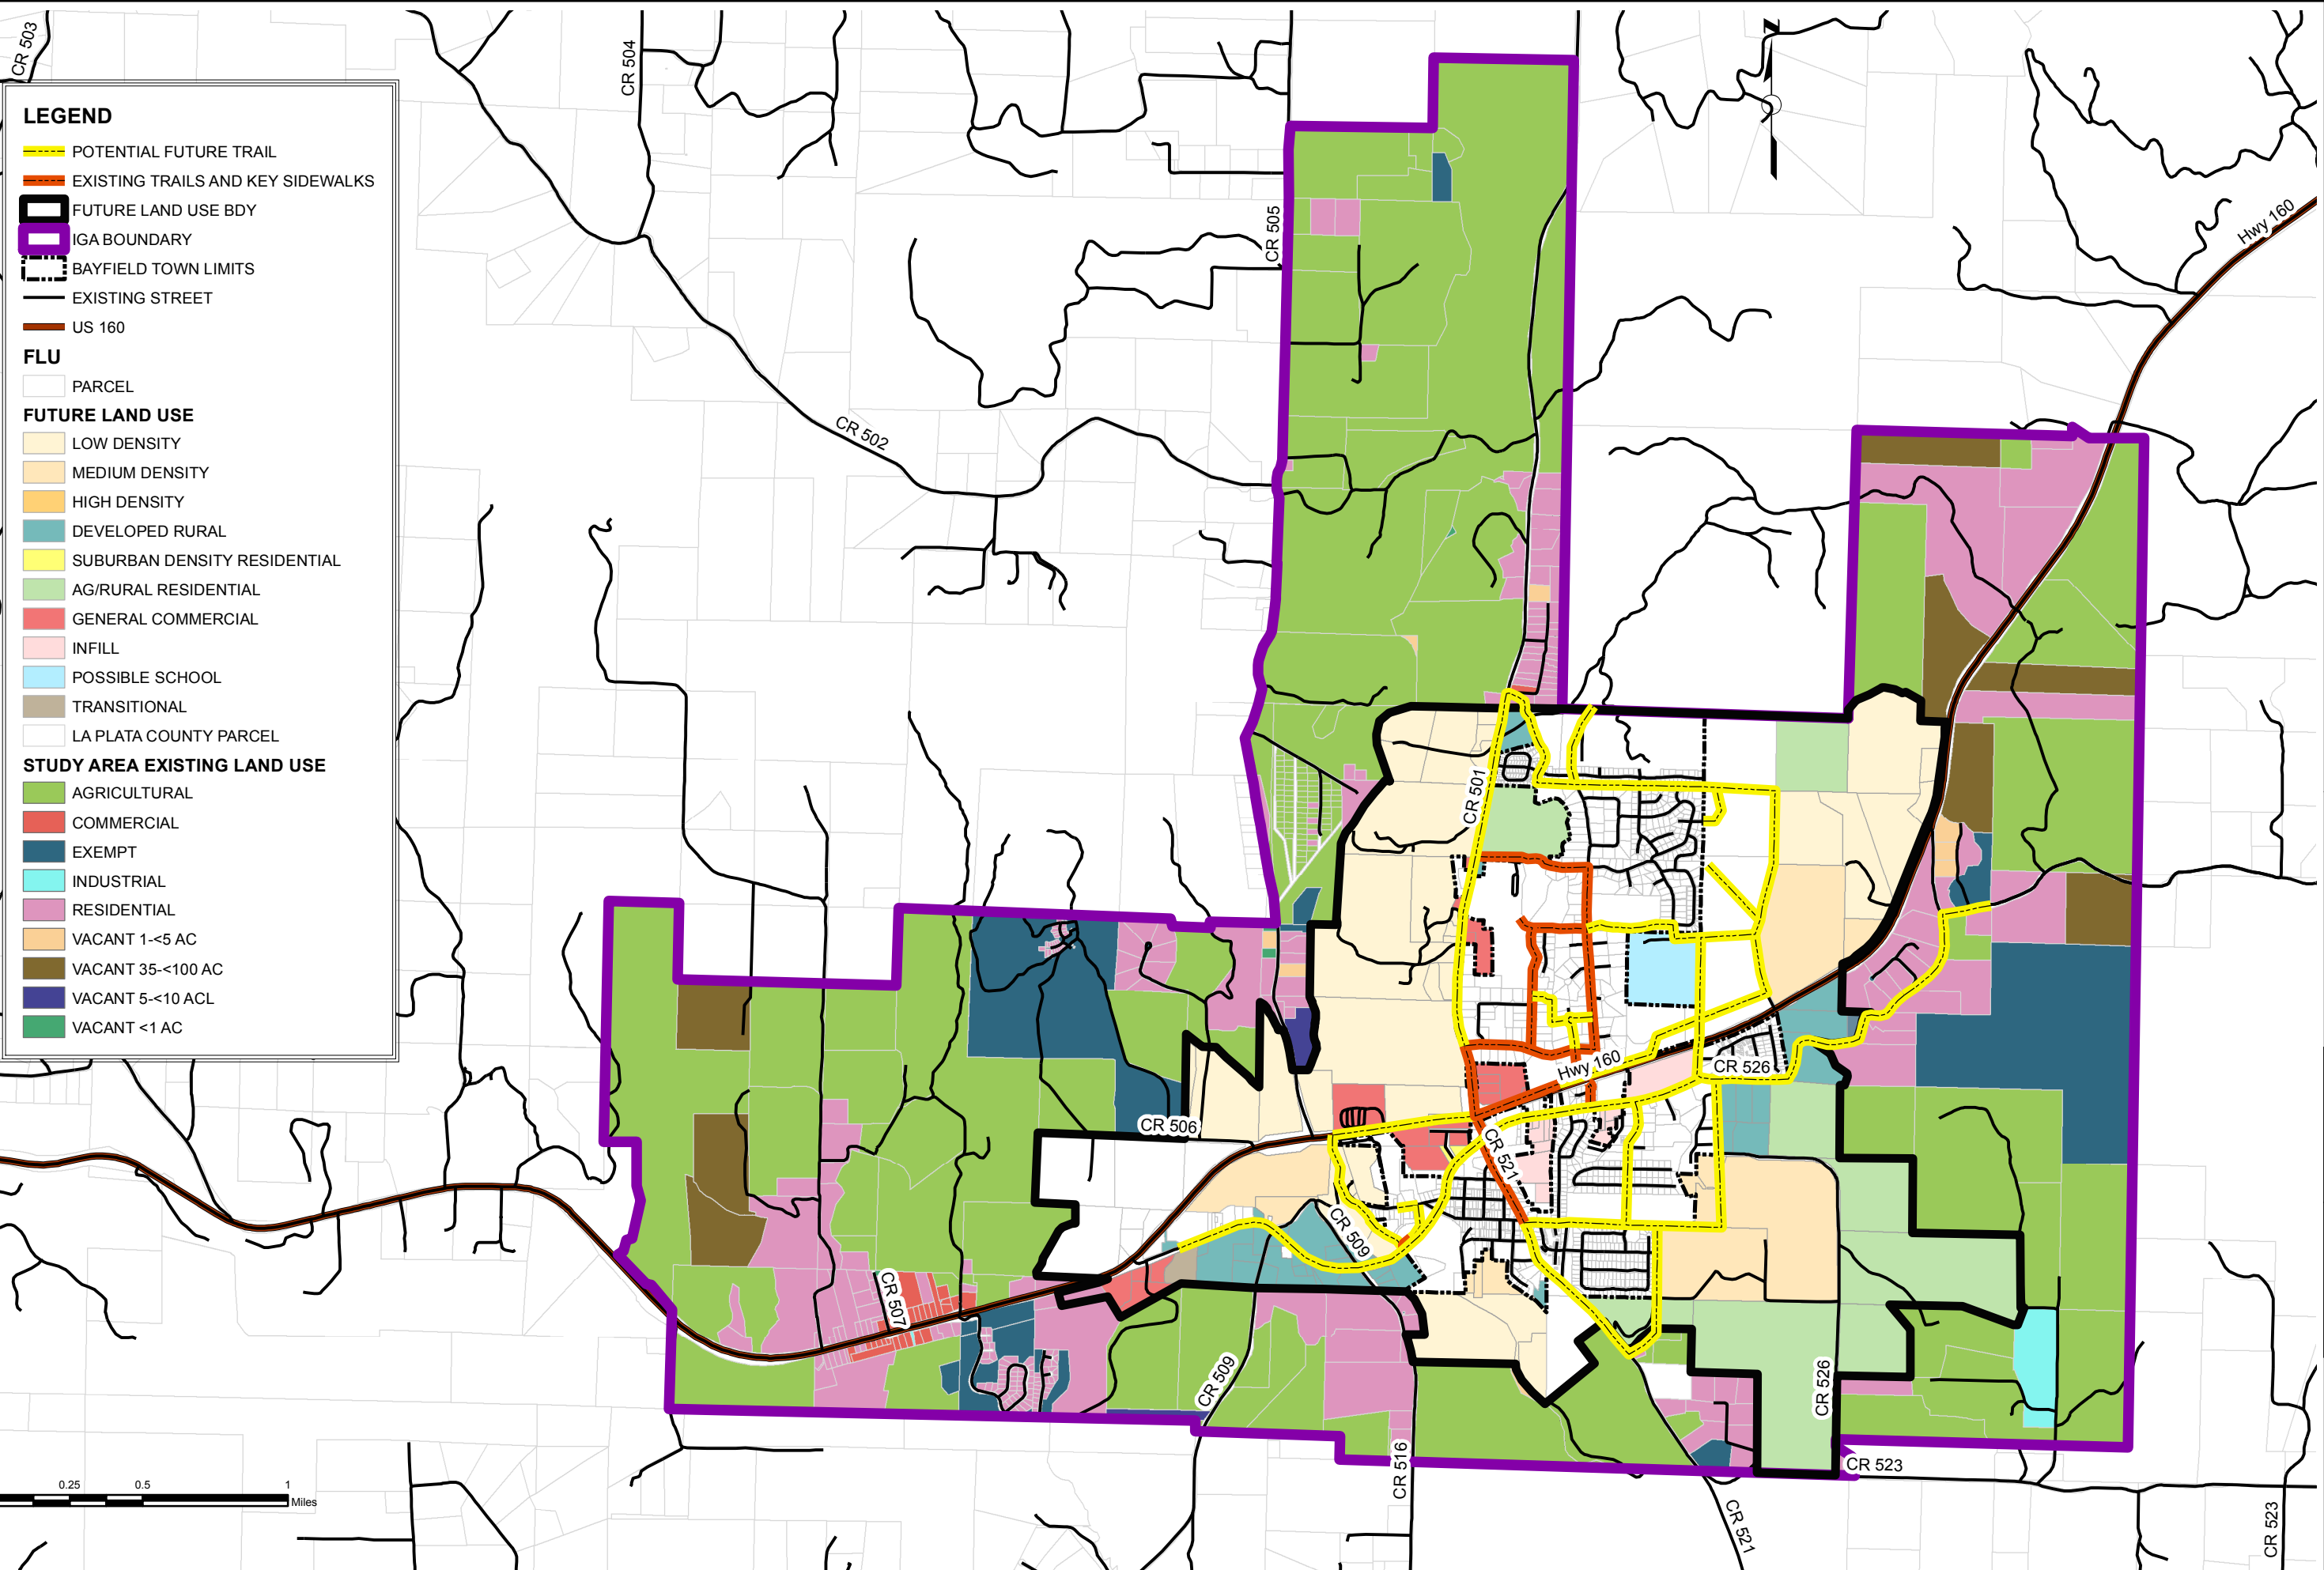 CR 503
CR 504
CR 505
Hwy 160
CR 502
LEGEND
POTENTIAL FUTURE TRAIL
EXISTING TRAILS AND KEY SIDEWALKS
FUTURE LAND USE BDY
IGA BOUNDARY
BAYFIELD TOWN LIMITS
EXISTING STREET
US 160
FLU
PARCEL
FUTURE LAND USE
LOW DENSITY
MEDIUM DENSITY
HIGH DENSITY
DEVELOPED RURAL
SUBURBAN DENSITY RESIDENTIAL
AG/RURAL RESIDENTIAL
GENERAL COMMERCIAL
INFILL
POSSIBLE SCHOOL
TRANSITIONAL
LA PLATA COUNTY PARCEL
STUDY AREA EXISTING LAND USE
AGRICULTURAL
COMMERCIAL
EXEMPT
INDUSTRIAL
RESIDENTIAL
VACANT 1-<5 AC
VACANT 35-<100 AC
VACANT 5-<10 ACL
VACANT <1 AC
Z
CR 501
Hwy 160
CR 526
CR 506
CR 521
CR 509
CR 507
CR 509
CR 526
CR 516
CR 523
CR 521
CR 523
0.25 0.5 1
Miles